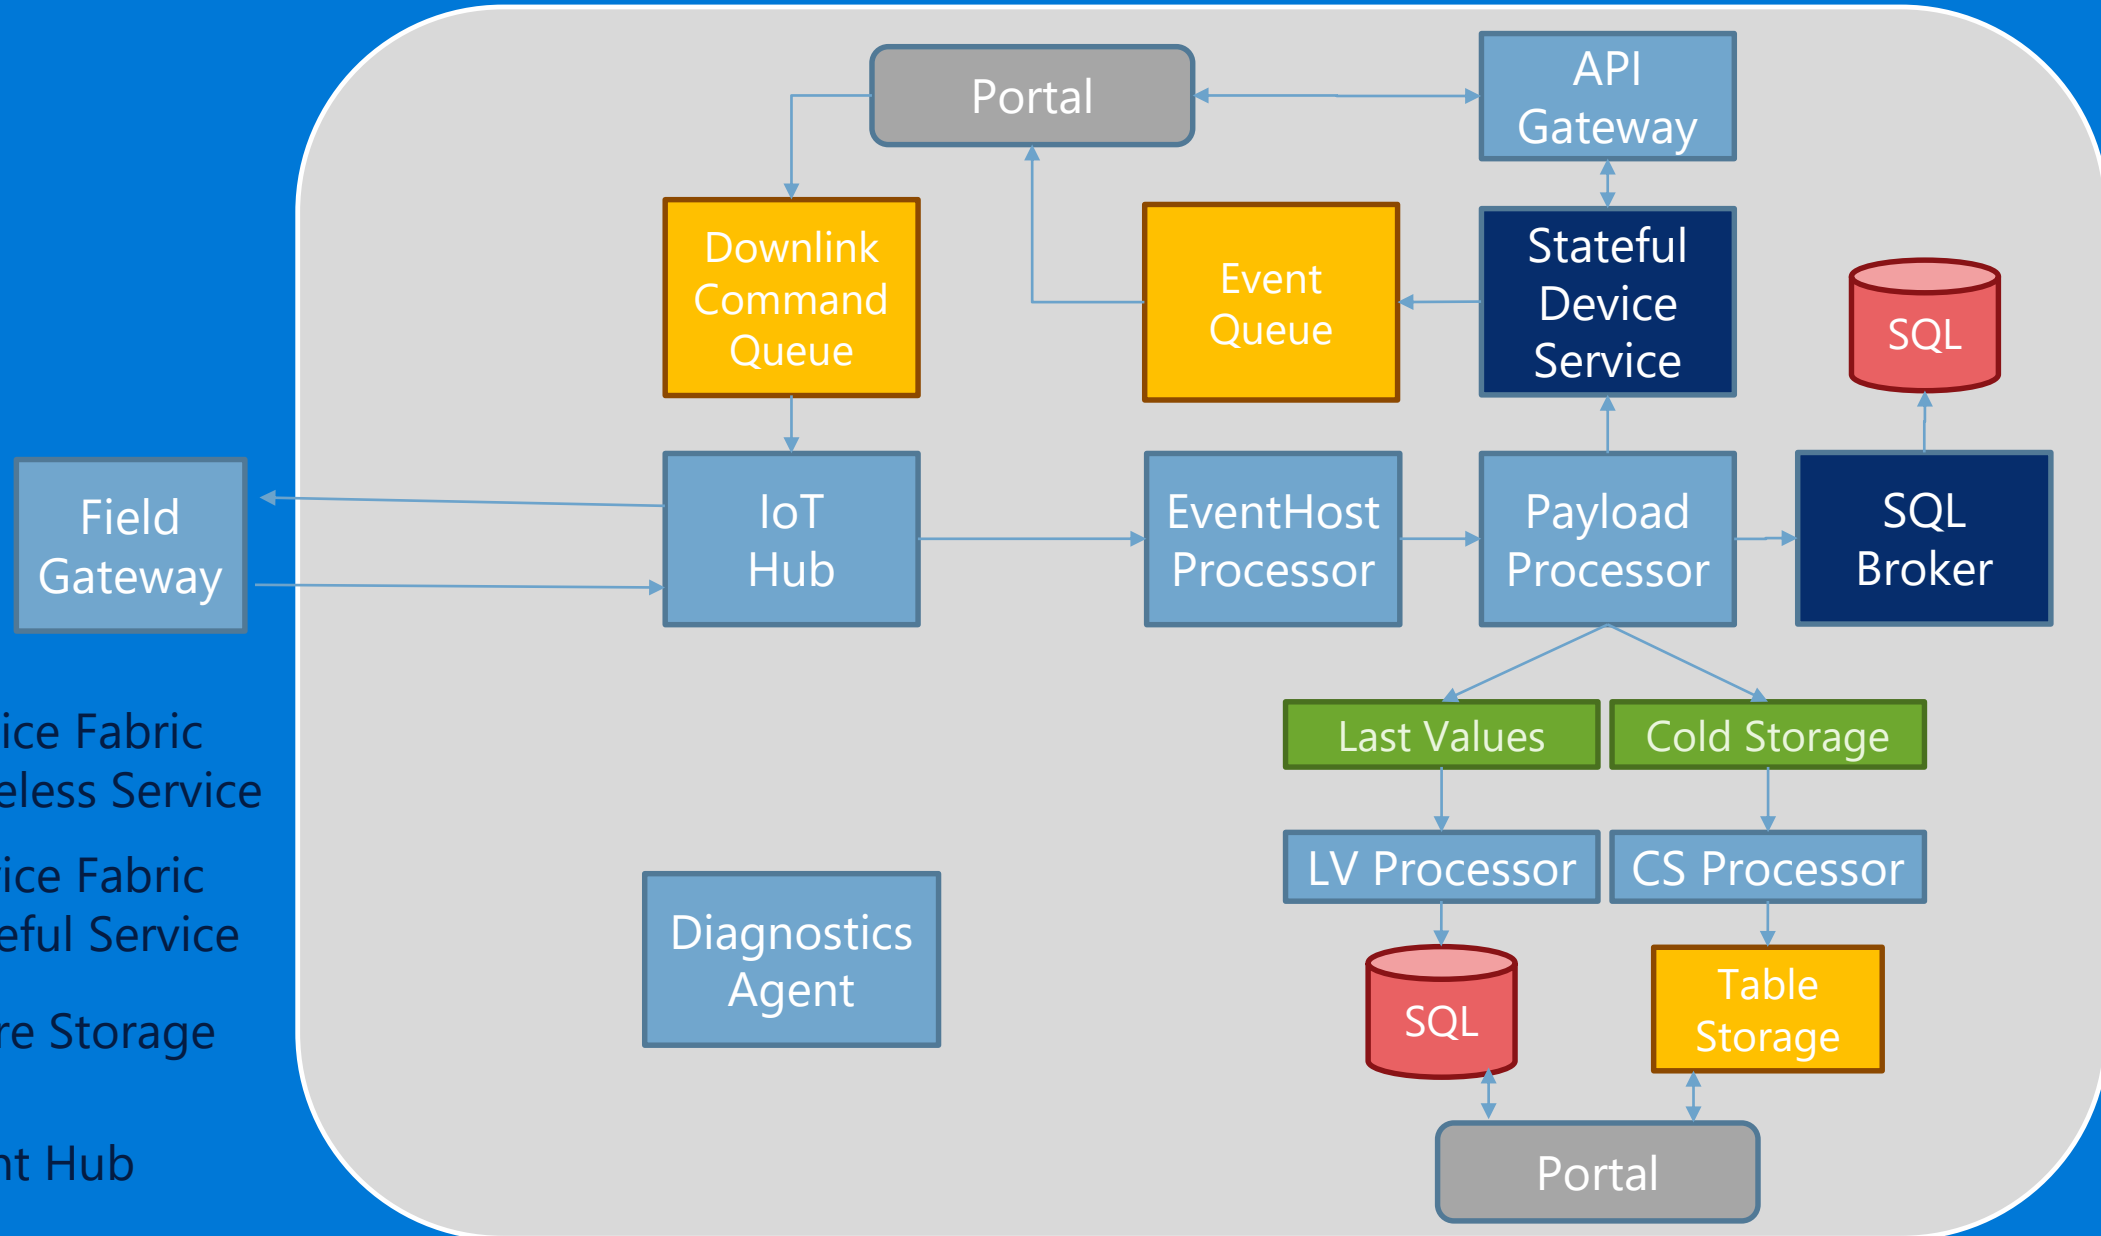 Portal
API
Gateway
Downlink
Command
Queue
Event
Queue
Stateful
Device
Service
SQL
Field
Gateway
IoT
Hub
EventHost
Processor
Payload
Processor
SQL
Broker
Last Values
Cold Storage
LV Processor
CS Processor
Diagnostics
Agent
SQL
Table
Storage
Portal
ice Fabric
eless Service
ice Fabric
eful Service
re Storage
nt Hub